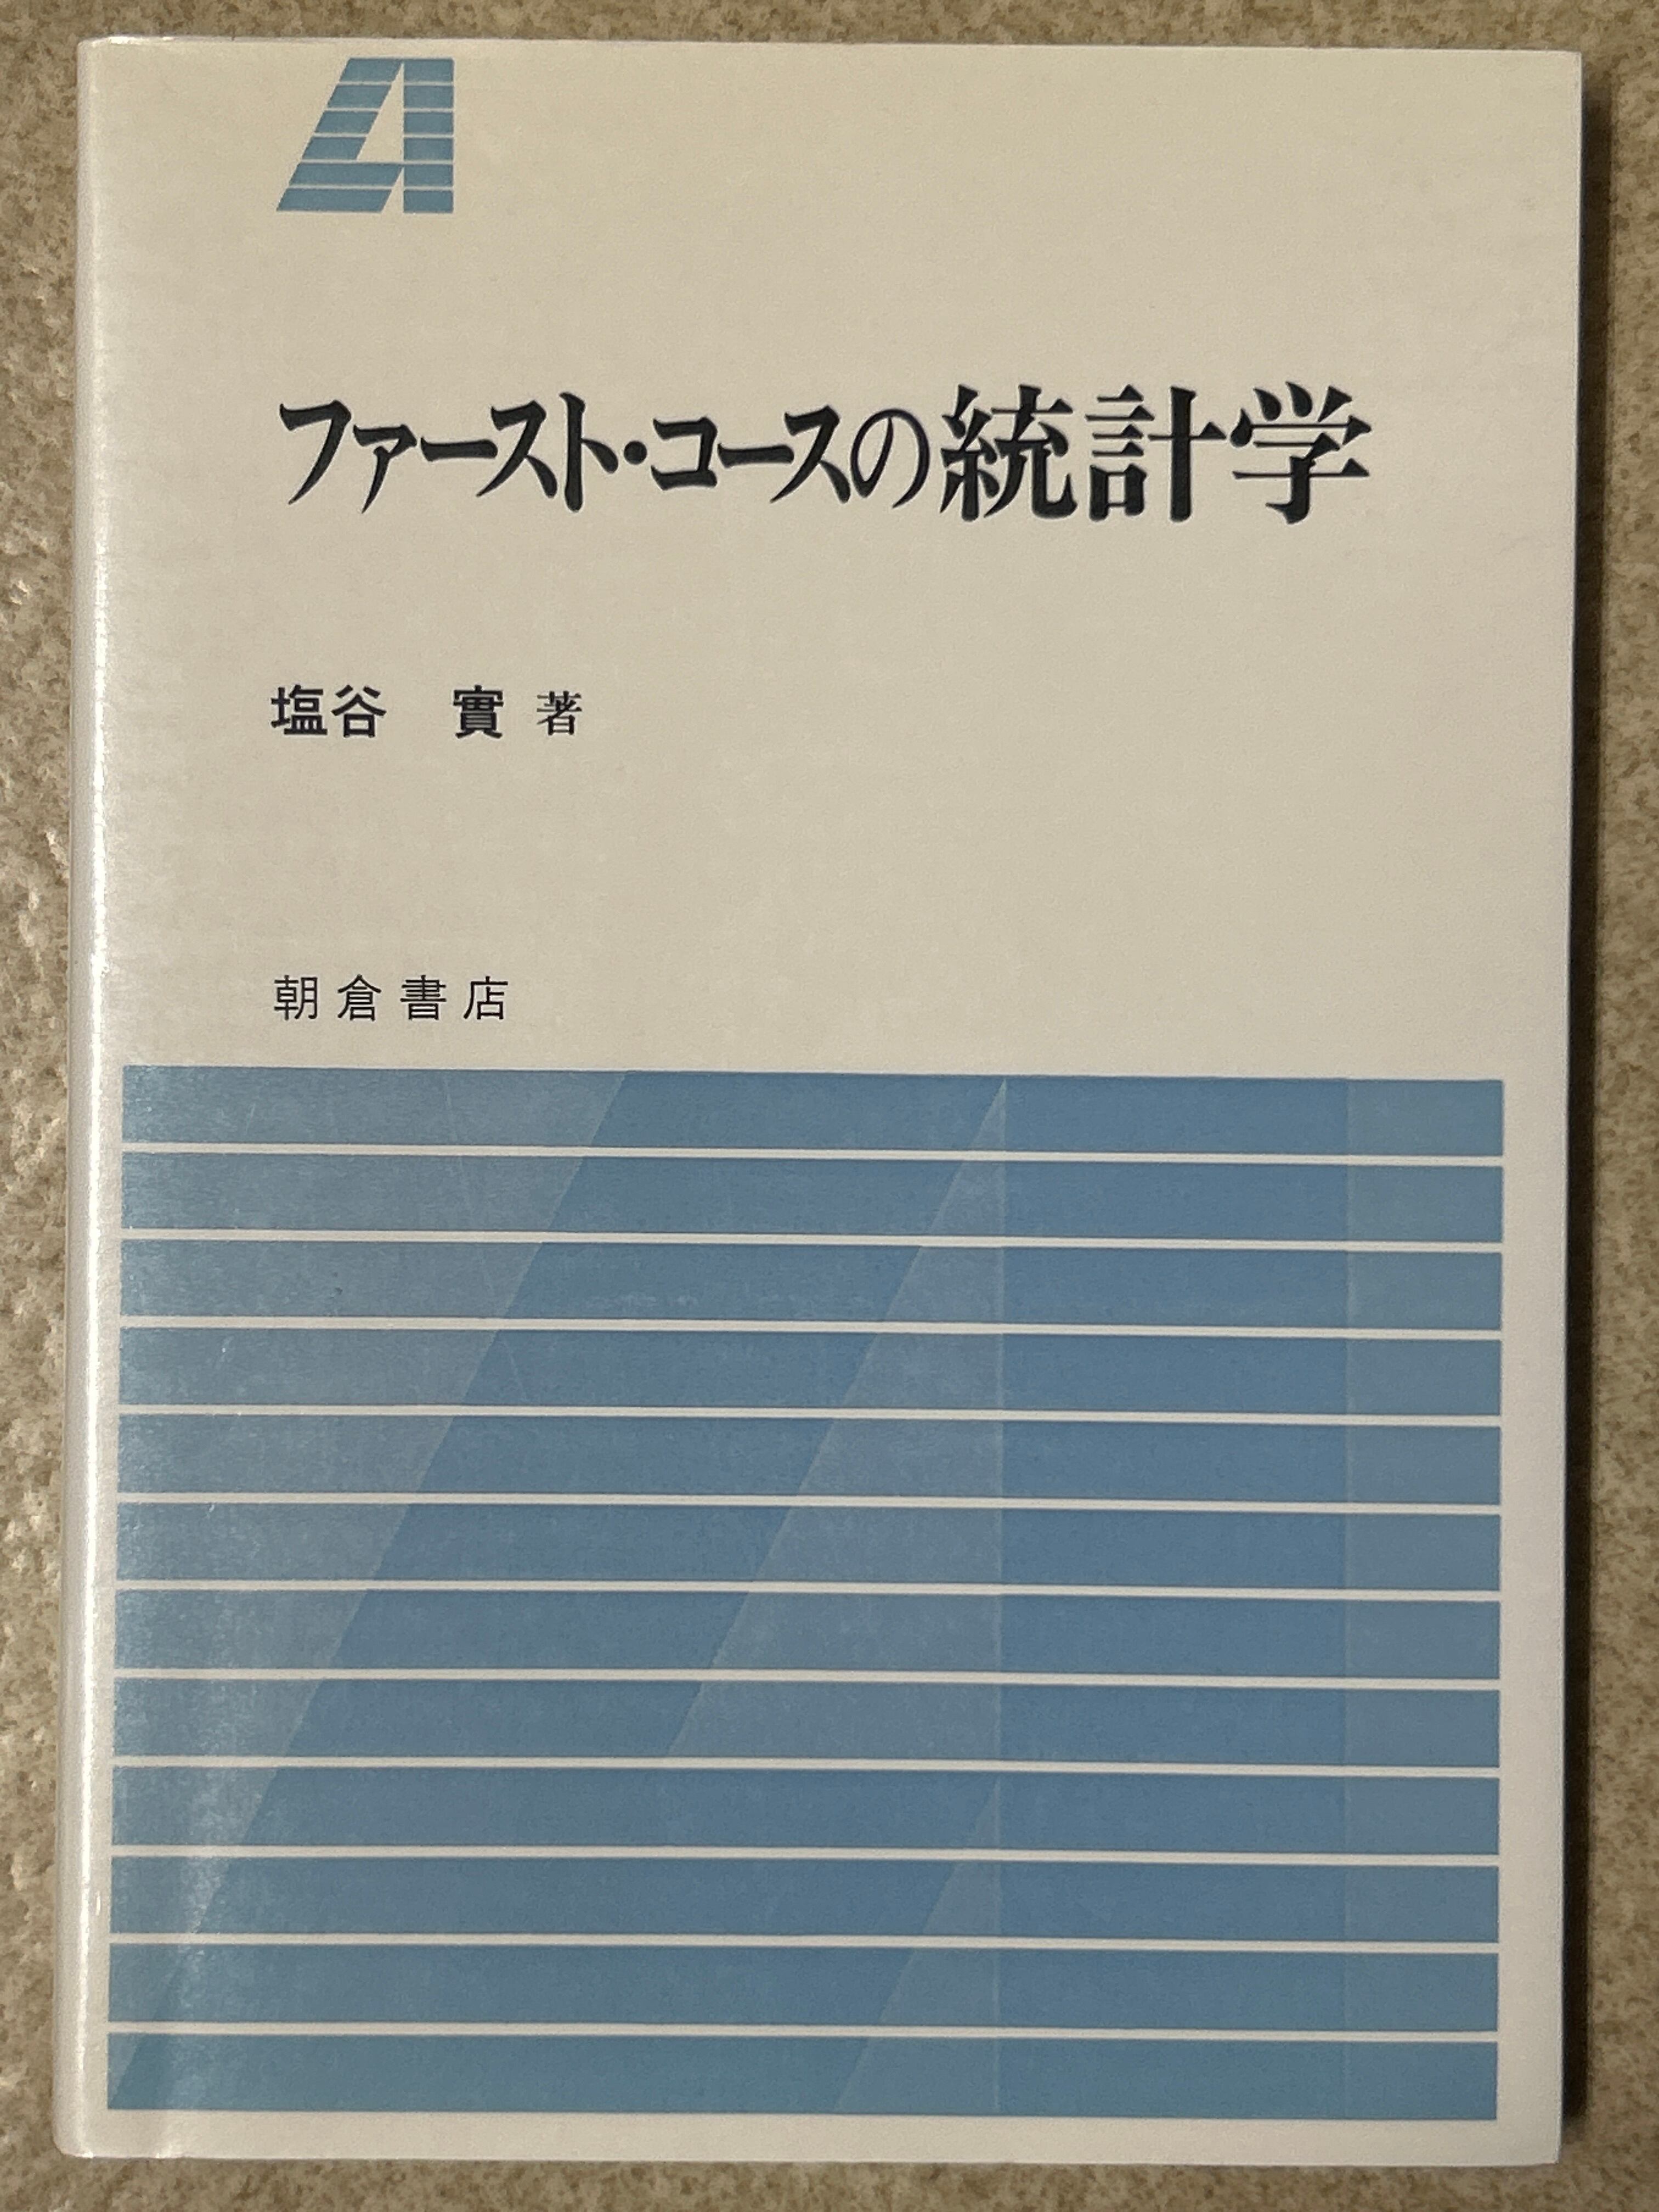 ファースト・コースの統計学
塩谷 實 著
朝倉書店